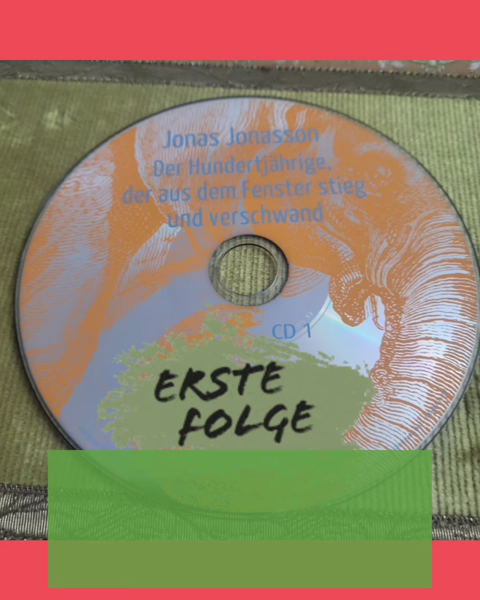 Jonas Jonasson
Der Hundertjährige,
der aus dem Fenster stieg
und verschwand
CD 1
ERSTE
FOLGE